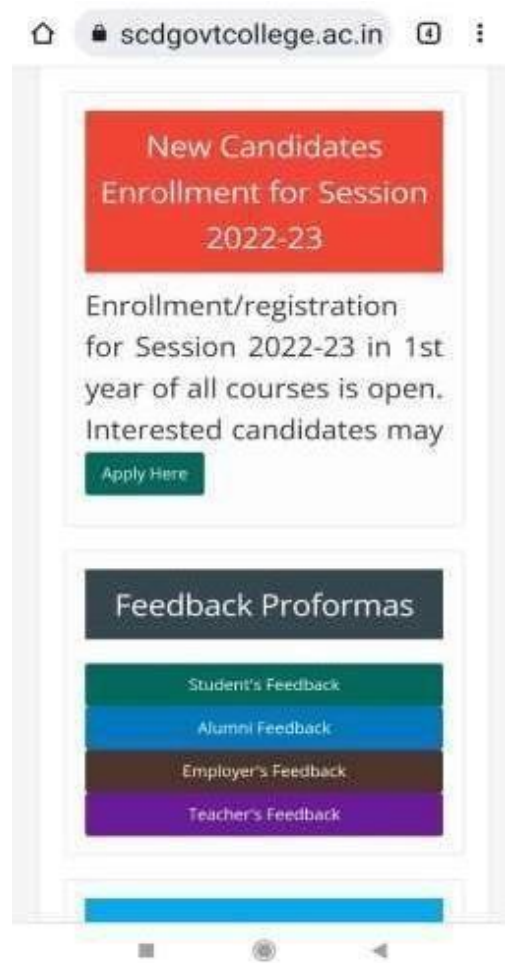 scdgovtcollege.ac.in 4
New Candidates
Enrollment for Session
2022-23
Enrollment/registration
for Session 2022-23 in 1st
year of all courses is open.
Interested candidates may
Apply Here
Feedback Proformas
Student's Feedback
Alumni Feedback
Employer's Feedback
Teacher's Feedback